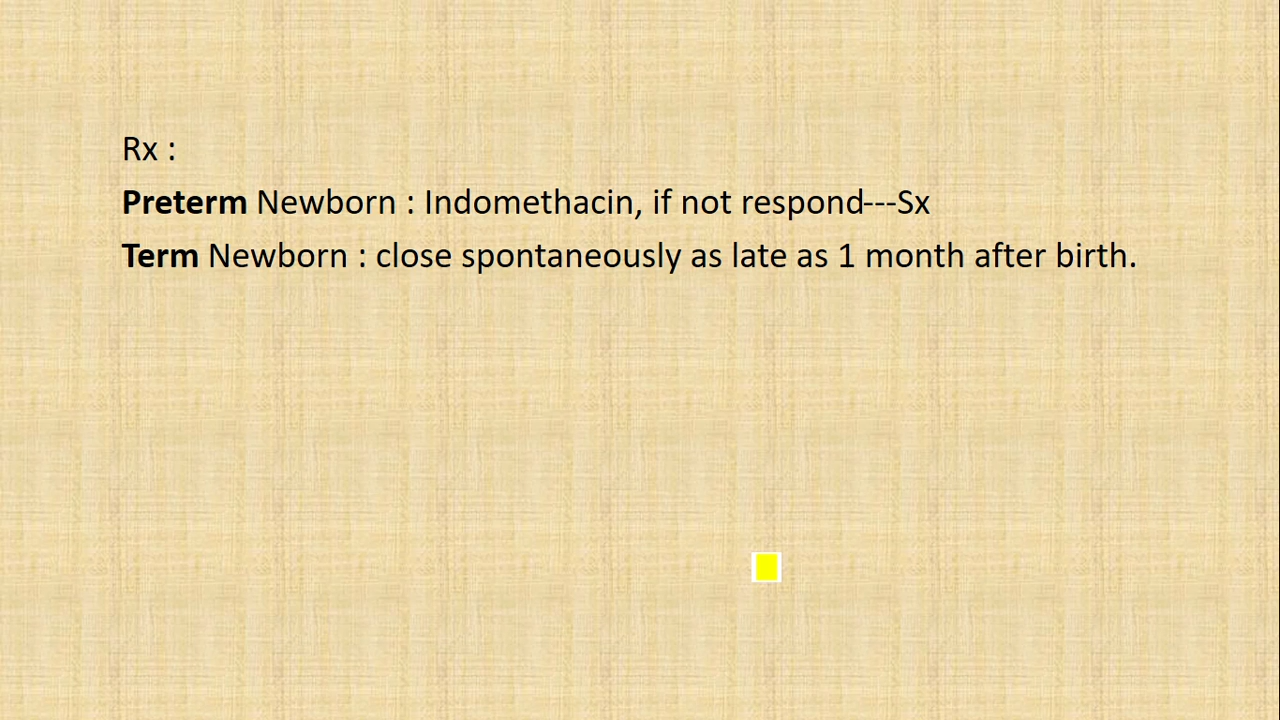 Rx :
Preterm Newborn : Indomethacin, if not respond---Sx
Term Newborn : close spontaneously as late as 1 month after birth.